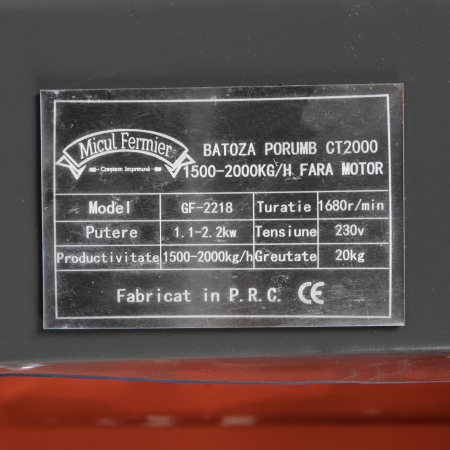 Micul Fermier
Creștem împreună
BATOZA PORUMB CT2000
1500-2000KG/H FARA MOTOR
Model GF-2218 Turatie 1680r/min
Putere 1.1-2.2kw Tensiune 230v
Productivitate 1500-2000kg/h Greutate 20kg
Fabricat in P.R.C. CE